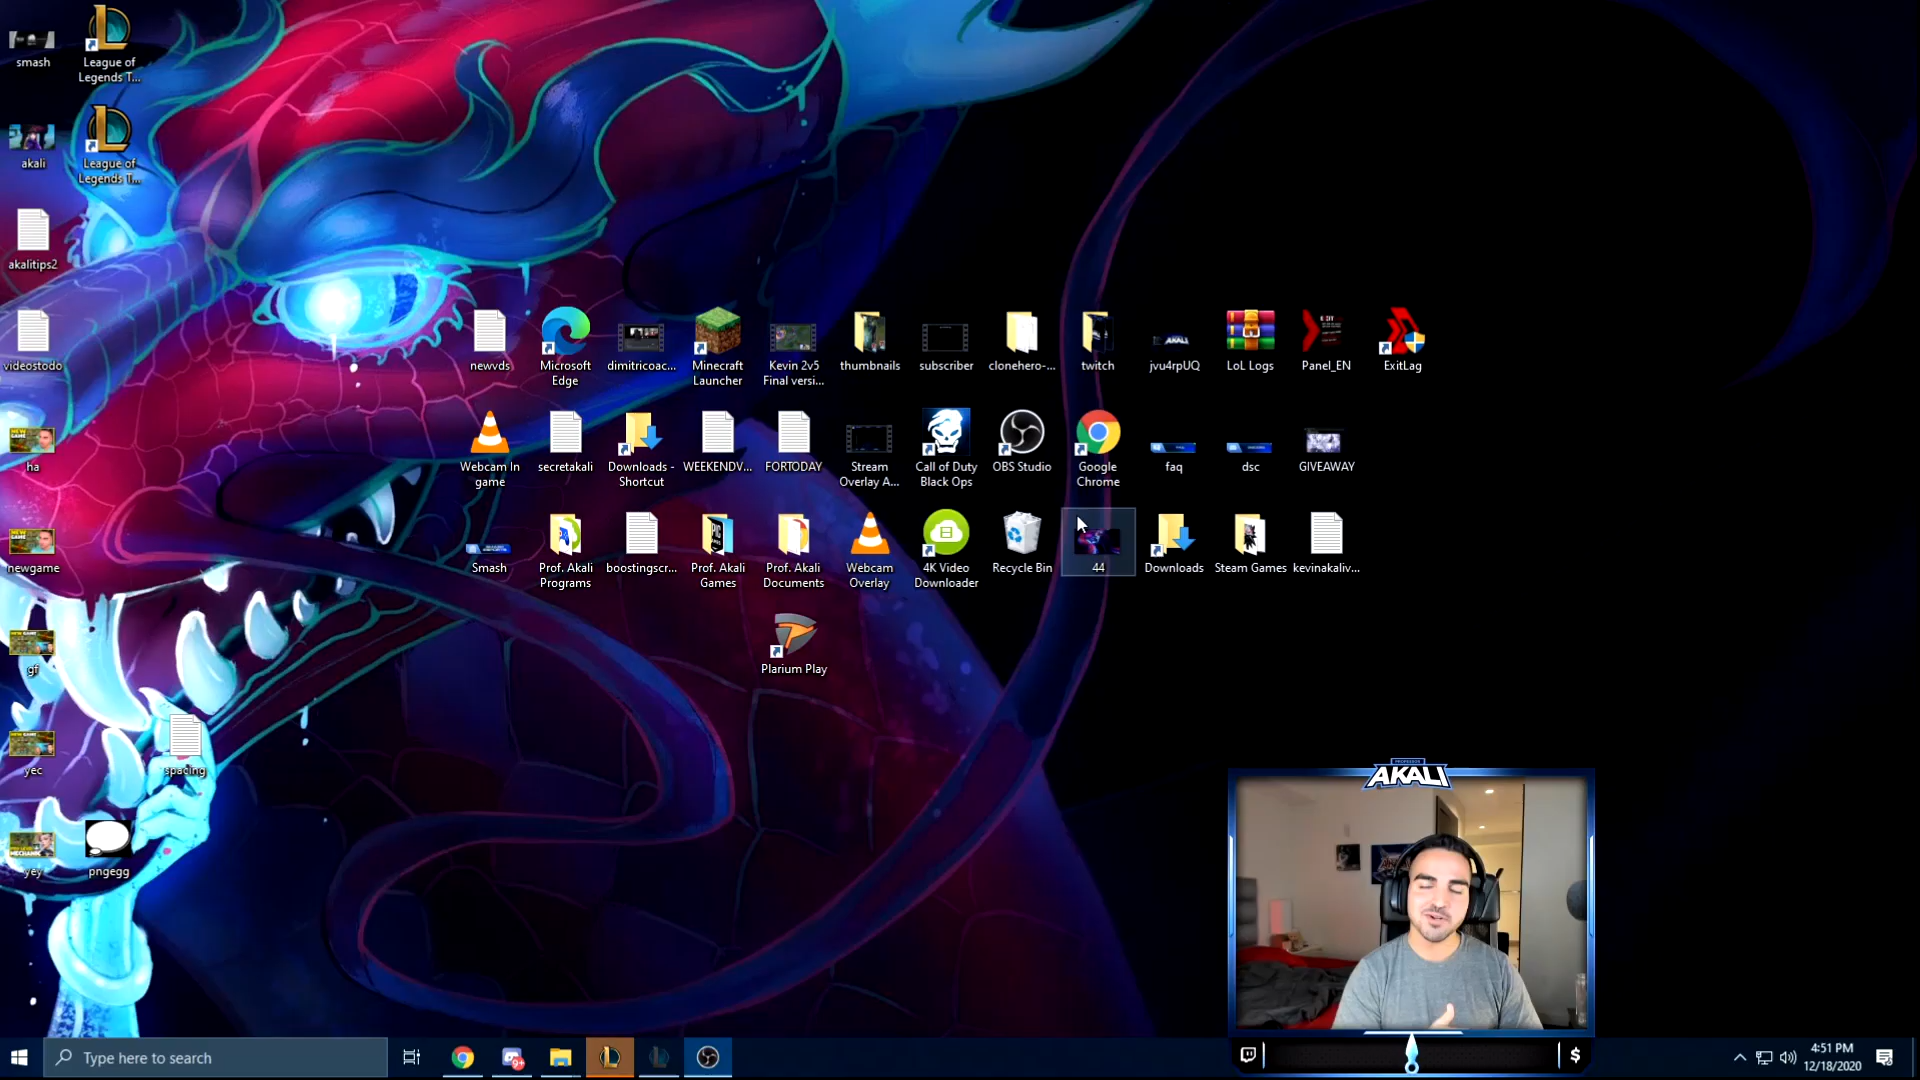 smash
League of
Legends T...
akali
League of
Legends T...
akalitips2
videostodo
newvds
Microsoft
Edge
dimitricoac...
Minecraft
Launcher
Kevin 2v5
Final versi...
thumbnails
subscriber
clonehero-...
twitch
jvu4rpUQ
LoL Logs
Panel_EN
ExitLag
ha
Webcam In
game
secretakali
Downloads -
Shortcut
WEEKENDV...
FORTODAY
Stream
Overlay A...
Call of Duty
Black Ops
OBS Studio
Google
Chrome
faq
dsc
GIVEAWAY
newgame
Smash
Prof. Akali
Programs
boostingscr...
Prof. Akali
Games
Prof. Akali
Documents
Webcam
Overlay
4K Video
Downloader
Recycle Bin
44
Downloads
Steam Games
kevinakaliv...
gf
Plarium Play
yec
spacing
yey
pngegg
PROFESSOR
AKALI
Type here to search
$
4:51 PM
12/18/2020